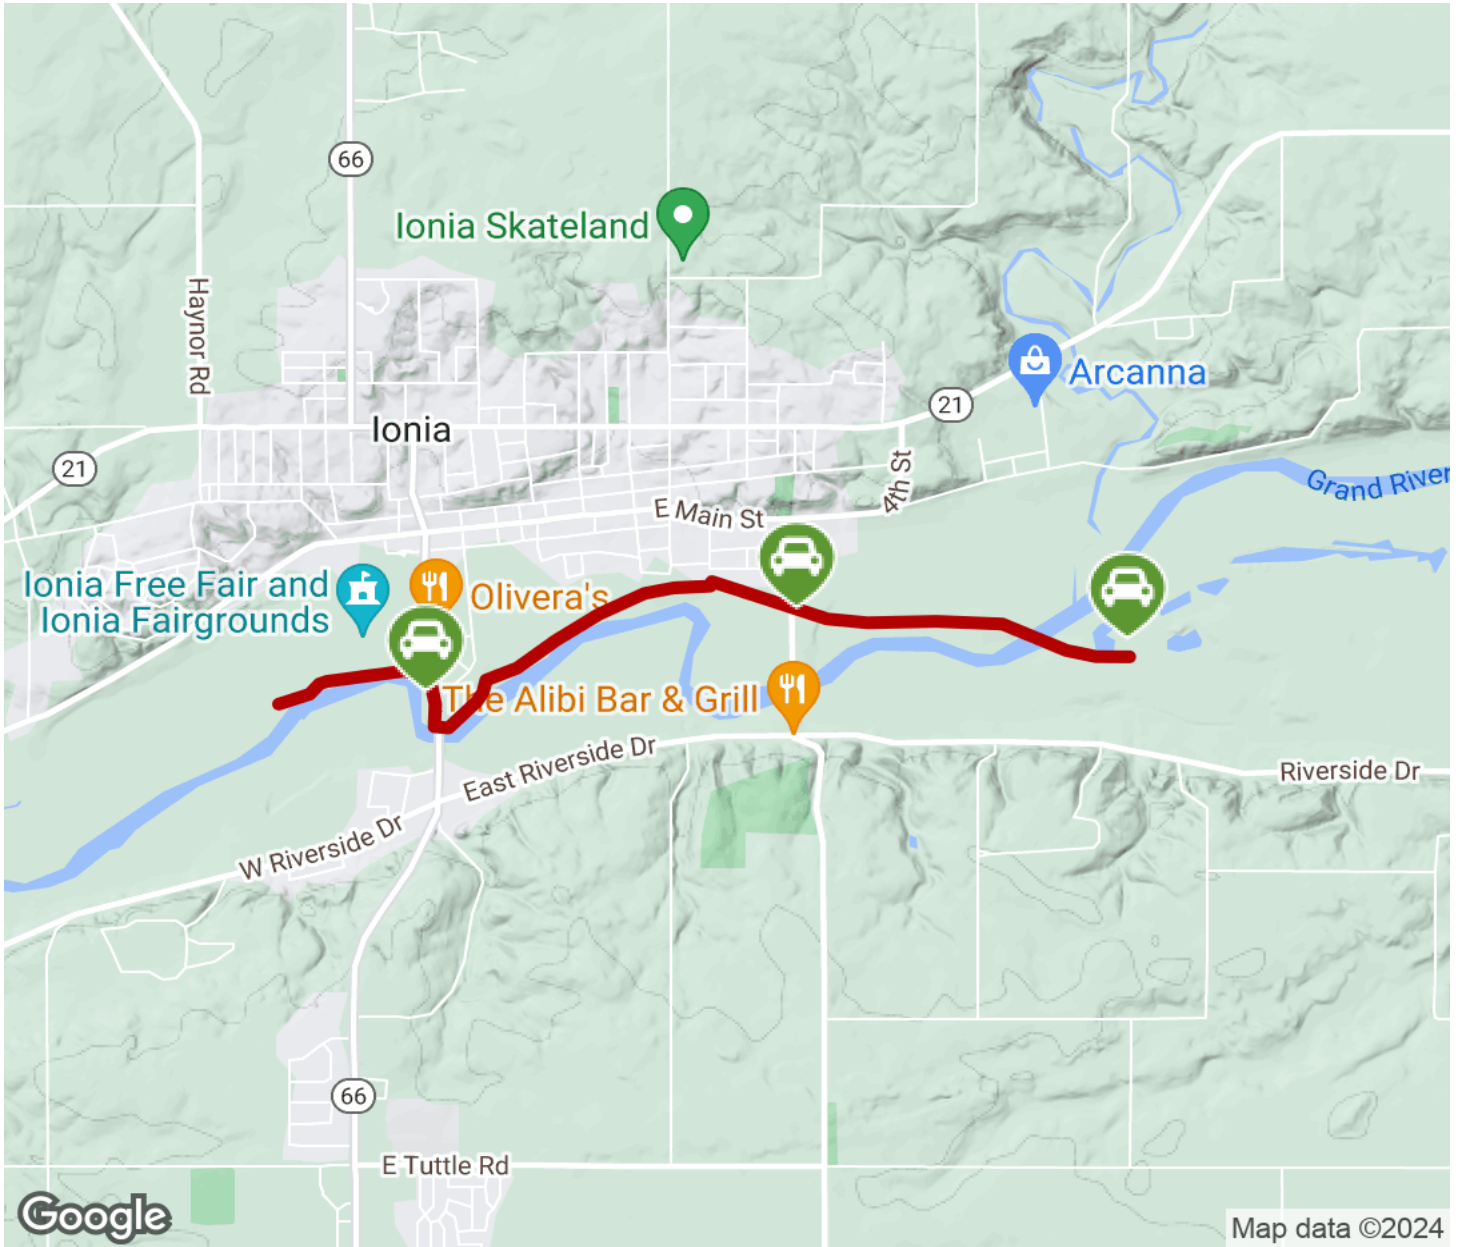 66
Ionia Skateland
Haynor Rd
Arcanna
21
Ionia
21
4th St
Grand River
E Main St
Ionia Free Fair and
Ionia Fairgrounds
Olivera's
The Alibi Bar & Grill
East Riverside Dr
Riverside Dr
W Riverside Dr
66
E Tuttle Rd
Google
Map data ©2024